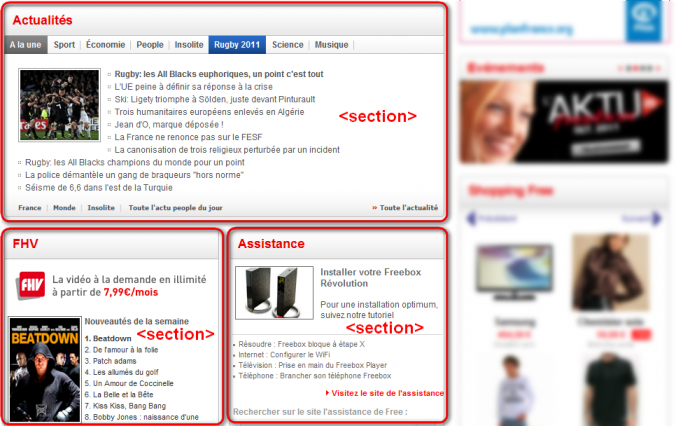 Actualités
A la une Sport Économie People Insolite Rugby 2011 Science Musique
Rugby: les All Blacks euphoriques, un point c'est tout
L'UE peine à définir sa réponse à la crise
Ski: Ligety triomphe à Sölden, juste devant Pinturault
Trois humanitaires européens enlevés en Algérie
Jean d'O, marque déposée !
La France ne renonce pas sur le FESF
La canonisation de trois religieux perturbée par un incident
Rugby: les All Blacks champions du monde pour un point
La police démantèle un gang de braqueurs "hors norme"
Séisme de 6,6 dans l'est de la Turquie
<section>
France Monde Insolite Toute l'actu people du jour » Toute l'actualité
FHV
FHV
La vidéo à la demande en illimité
à partir de 7,99€/mois
BEATDOWN
Nouveautés de la semaine
1. Beatdown
2. De l'amour à la folie
3. Patch adams
4. Les allumés du golf
5. Un Amour de Coccinelle
6. La Belle et la Bête
7. Kiss Kiss, Bang Bang
8. Bobby Jones : naissance d'une
<section>
Assistance
Installer votre Freebox
Révolution
Pour une installation optimum,
suivez notre tutoriel
<section>
Résoudre : Freebox bloque à étape X
Internet : Configurer le WiFi
Télévision : Prise en main du Freebox Player
Téléphone : Brancher son téléphone Freebox
Visitez le site de l'assistance
Rechercher sur le site l'assistance de Free :
www.planfrance.org
Evénements
L'AKTU
Shopping Free
Précédent Suivant
Samsung